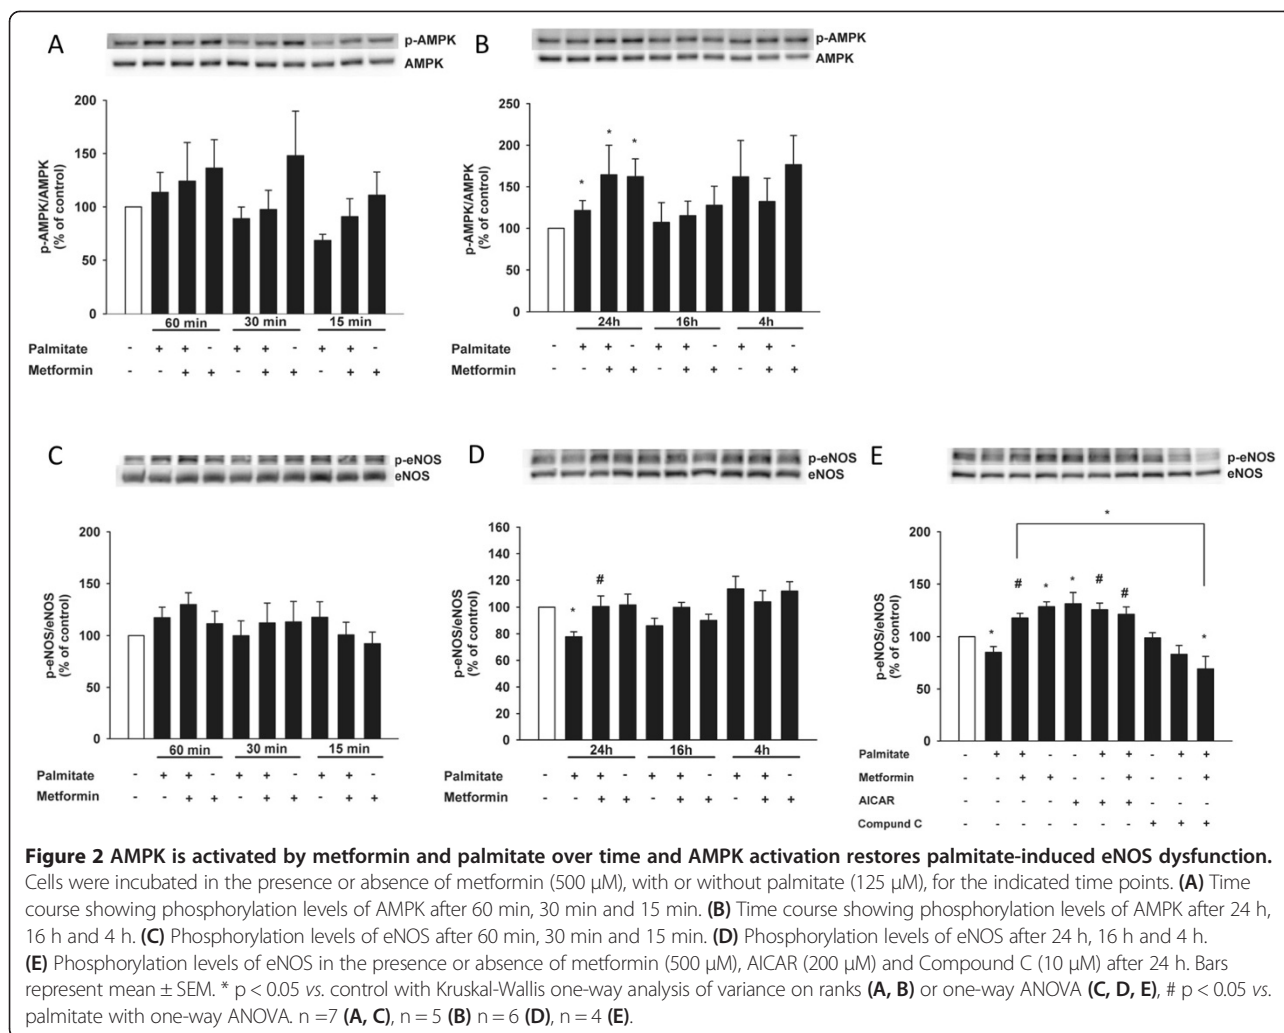 A
p-AMPK
AMPK
p-AMPK/AMPK
(% of control)
200
150
100
50
0
60 min 30 min 15 min
Palmitate - + + - + + - + + -
Metformin - - + + - + + - + +
B
p-AMPK
AMPK
p-AMPK/AMPK
(% of control)
250
200
150
100
50
0
* * *
24h 16h 4h
Palmitate - + + - + + - + + -
Metformin - - + + - + + - + +
C
p-eNOS
eNOS
p-eNOS/eNOS
(% of control)
200
150
100
50
0
60 min 30 min 15 min
Palmitate - + + - + + - + + -
Metformin - - + + - + + - + +
D
p-eNOS
eNOS
p-eNOS/eNOS
(% of control)
160
140
120
100
80
60
40
20
0
* #
24h 16h 4h
Palmitate - + + - + + - + + -
Metformin - - + + - + + - + +
E
p-eNOS
eNOS
p-eNOS/eNOS
(% of control)
200
150
100
50
0
*
* # * * # # *
Palmitate - + + - - + + - + +
Metformin - - + + - - + - - +
AICAR - - - - + + + - - -
Compund C - - - - - - - + + +
Figure 2 AMPK is activated by metformin and palmitate over time and AMPK activation restores palmitate-induced eNOS dysfunction.
Cells were incubated in the presence or absence of metformin (500 μM), with or without palmitate (125 μM), for the indicated time points. (A) Time
course showing phosphorylation levels of AMPK after 60 min, 30 min and 15 min. (B) Time course showing phosphorylation levels of AMPK after 24 h,
16 h and 4 h. (C) Phosphorylation levels of eNOS after 60 min, 30 min and 15 min. (D) Phosphorylation levels of eNOS after 24 h, 16 h and 4 h.
(E) Phosphorylation levels of eNOS in the presence or absence of metformin (500 μM), AICAR (200 μM) and Compound C (10 μM) after 24 h. Bars
represent mean ± SEM. * p < 0.05 vs. control with Kruskal-Wallis one-way analysis of variance on ranks (A, B) or one-way ANOVA (C, D, E), # p < 0.05 vs.
palmitate with one-way ANOVA. n =7 (A, C), n = 5 (B) n = 6 (D), n = 4 (E).